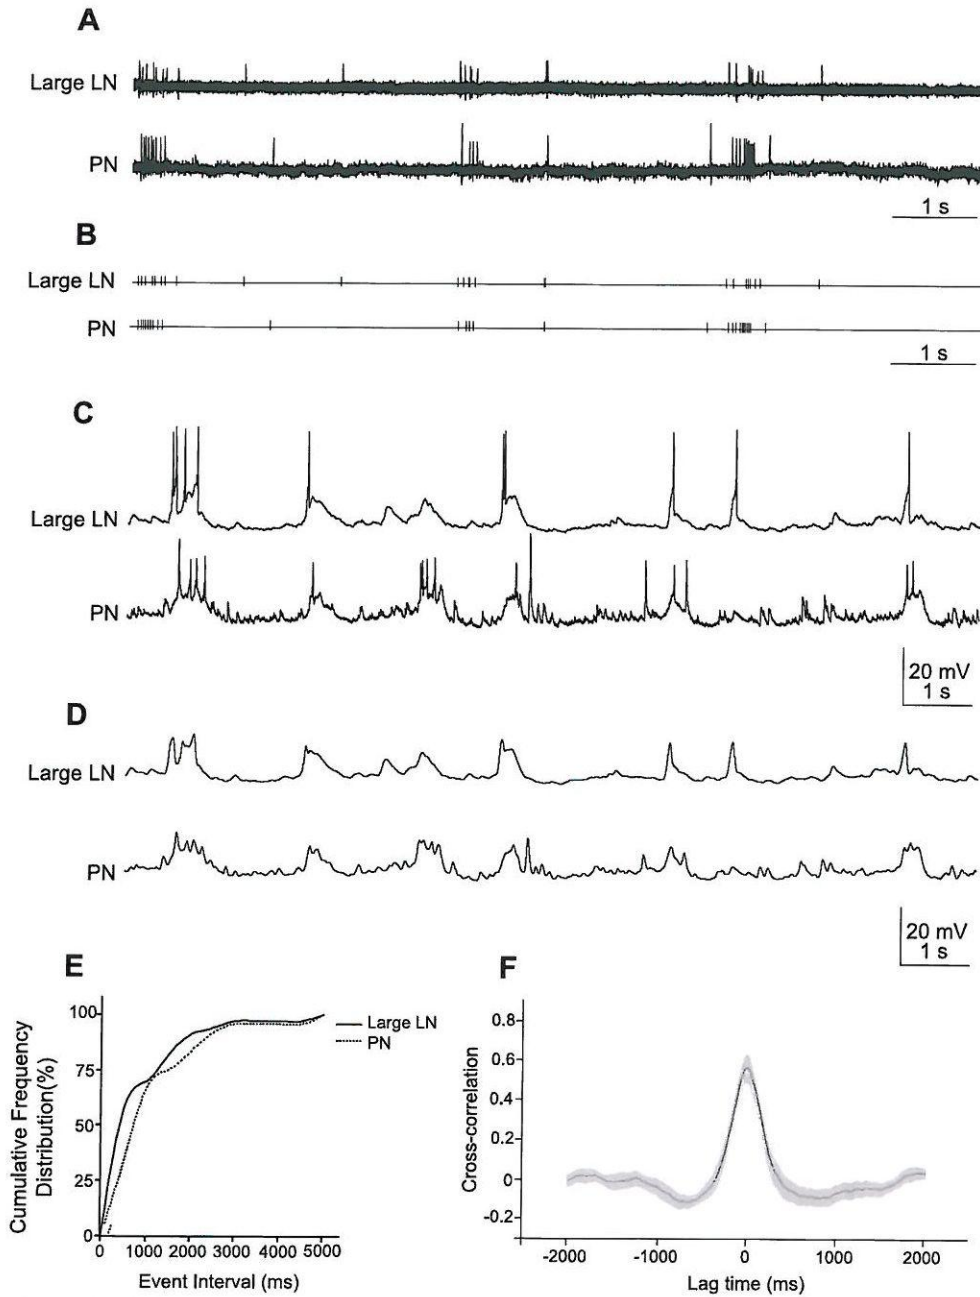 A
Large LN
PN
1 s
B
Large LN
PN
1 s
C
Large LN
PN
20 mV
1 s
D
Large LN
PN
20 mV
1 s
E
Cumulative Frequency
Distribution(%)
100
75
50
25
0
0 1000 2000 3000 4000 5000
Event Interval (ms)
Large LN
PN
F
Cross-correlation
0.8
0.6
0.4
0.2
0
-0.2
-2000 -1000 0 1000 2000
Lag time (ms)